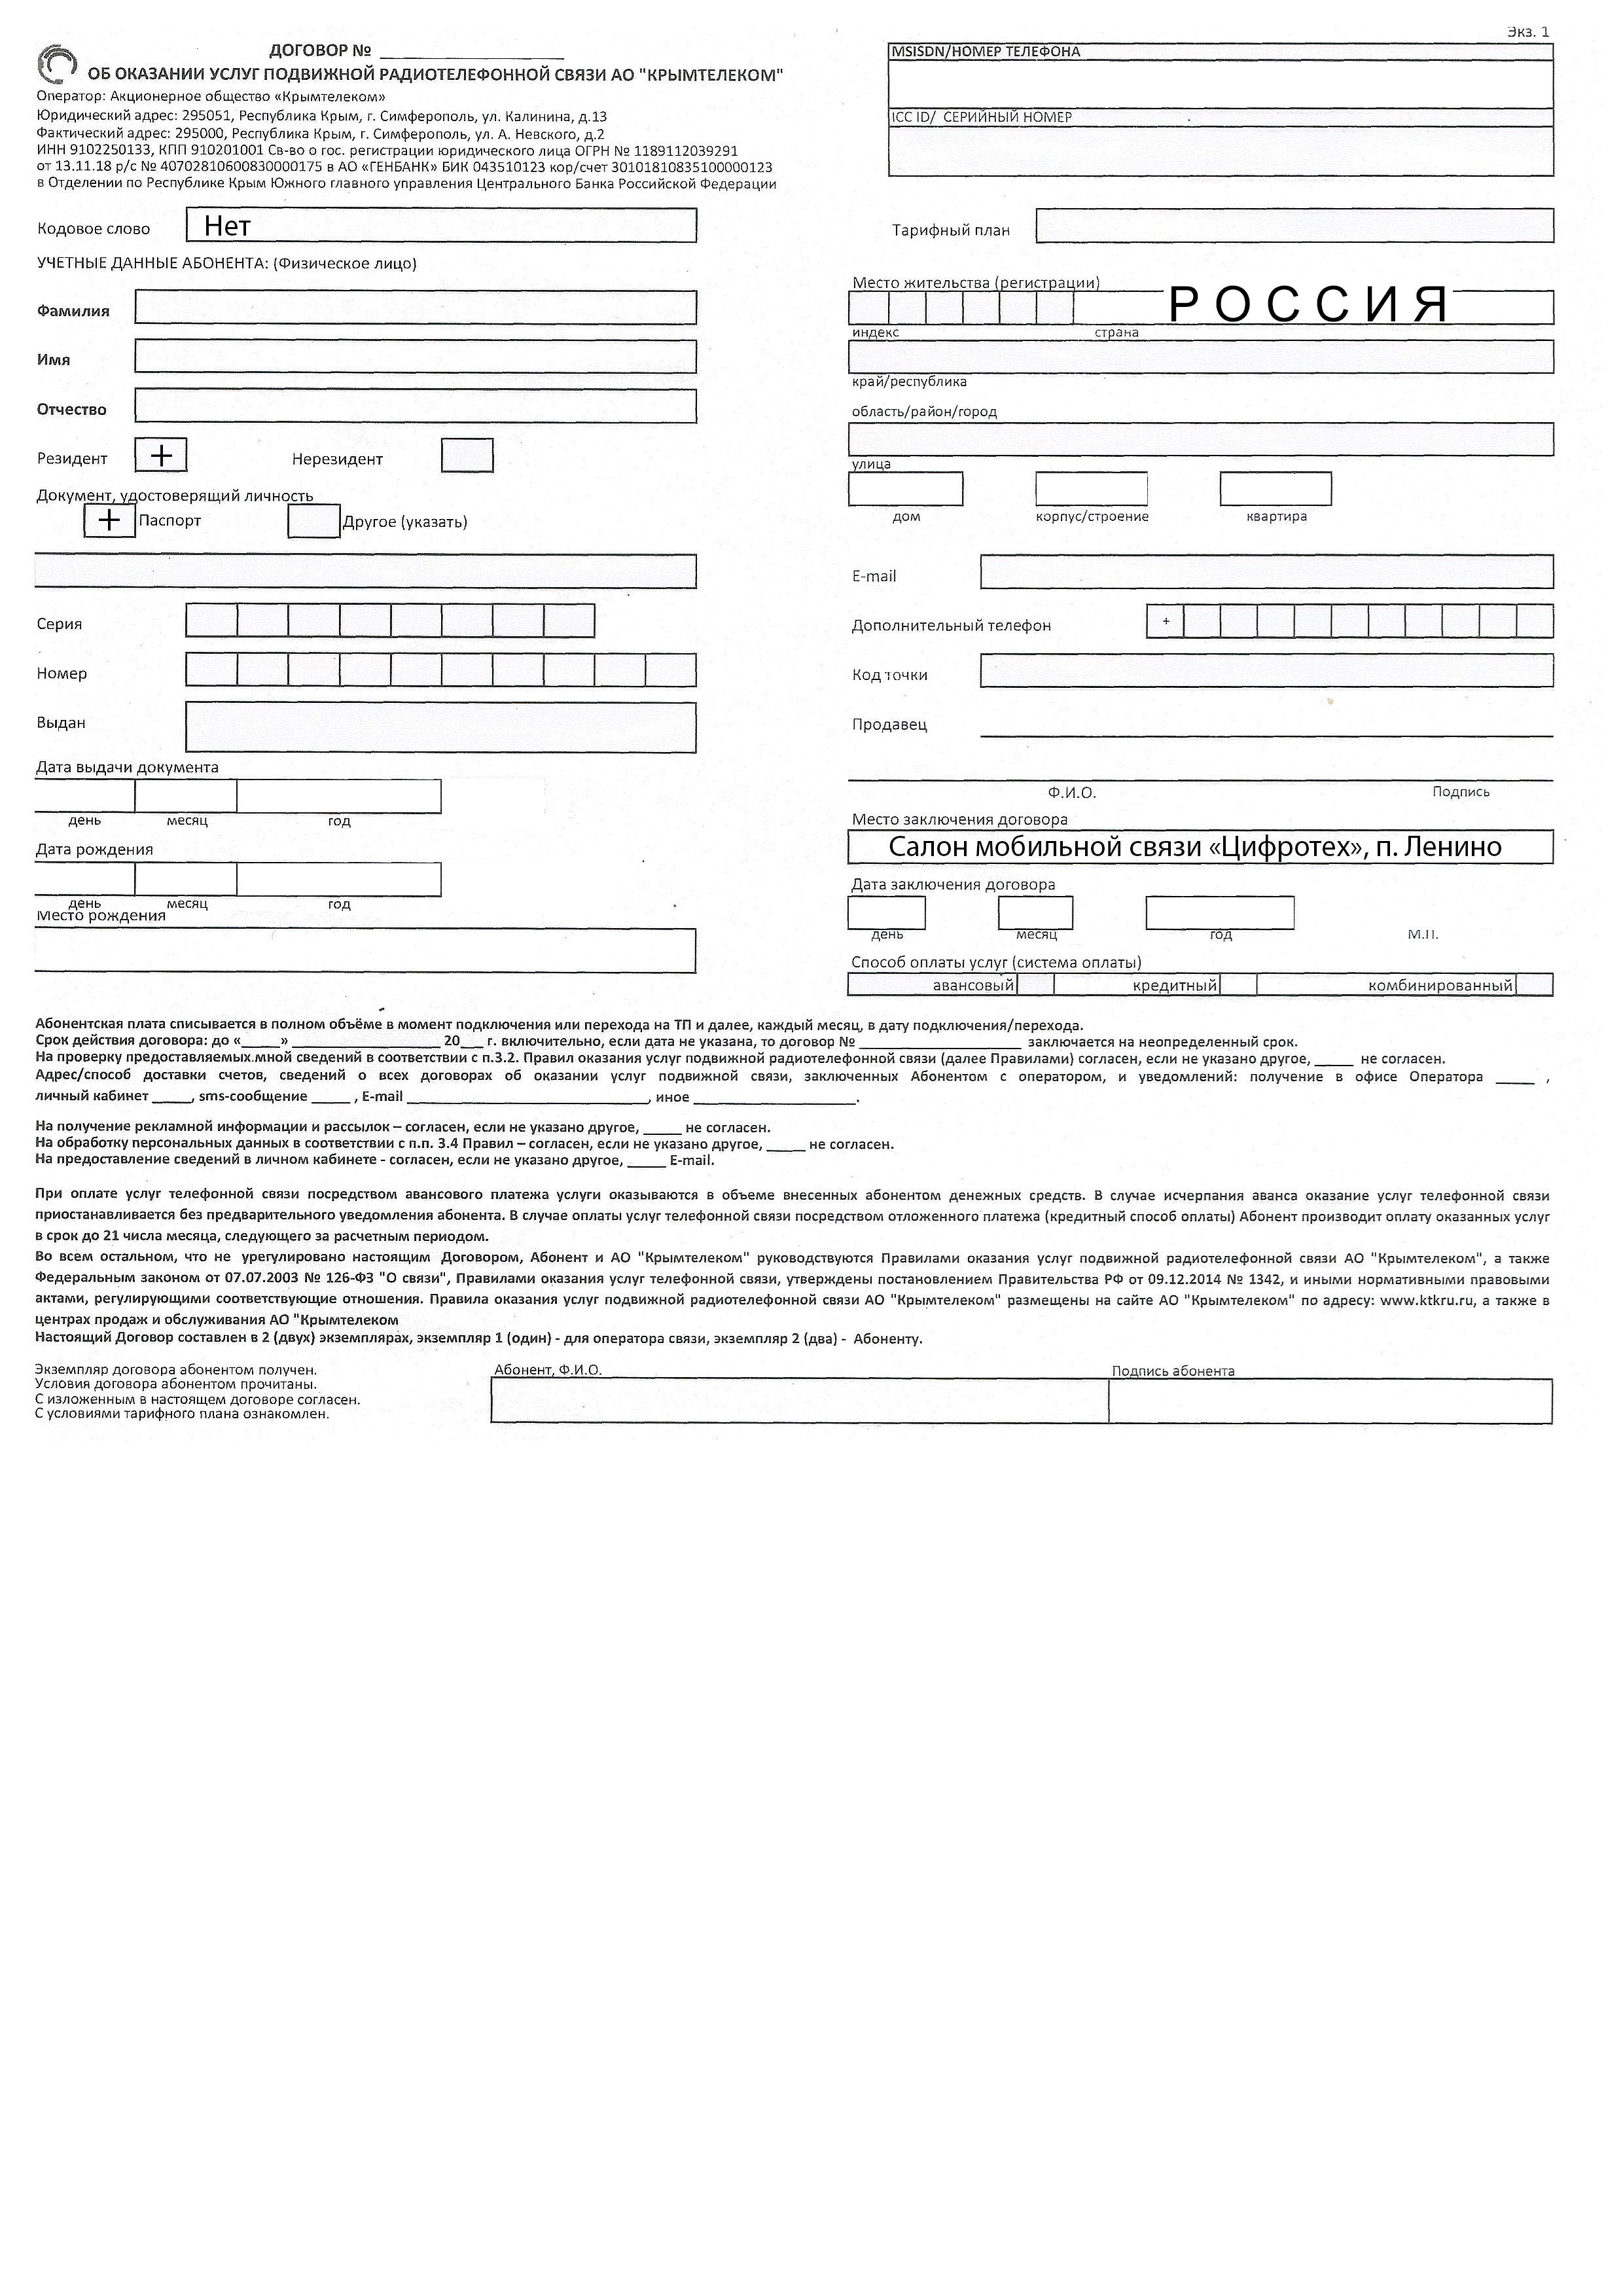 Экз. 1
ДОГОВОР № ____________
ОБ ОКАЗАНИИ УСЛУГ ПОДВИЖНОЙ РАДИОТЕЛЕФОННОЙ СВЯЗИ АО "КРЫМТЕЛЕКОМ"
Оператор: Акционерное общество «Крымтелеком»
Юридический адрес: 295051, Республика Крым, г. Симферополь, ул. Калинина, д.13
Фактический адрес: 295000, Республика Крым, г. Симферополь, ул. А. Невского, д.2
ИНН 9102250133, КПП 910201001 Св-во о гос. регистрации юридического лица ОГРН № 1189112039291
от 13.11.18 р/с № 40702810600830000175 в АО «ГЕНБАНК» БИК 043510123 кор/счет 30101810835100000123
в Отделении по Республике Крым Южного главного управления Центрального Банка Российской Федерации
MSISDN/НОМЕР ТЕЛЕФОНА
ICC ID/ СЕРИЙНЫЙ НОМЕР
Кодовое слово Нет
Тарифный план
УЧЕТНЫЕ ДАННЫЕ АБОНЕНТА: (Физическое лицо)
Фамилия
Имя
Отчество
Резидент + Нерезидент
Документ, удостоверящий личность
+ Паспорт Другое (указать)
Серия
Номер
Выдан
Дата выдачи документа
день месяц год
Дата рождения
день месяц год
Место рождения
Место жительства (регистрации)
РОССИЯ
индекс страна
край/республика
область/район/город
улица
дом корпус/строение квартира
E-mail
Дополнительный телефон +
Код точки
Продавец
Ф.И.О. Подпись
Место заключения договора
Салон мобильной связи «Цифротех», п. Ленино
Дата заключения договора
день месяц год М.П.
Способ оплаты услуг (система оплаты)
авансовый кредитный комбинированный
Абонентская плата списывается в полном объёме в момент подключения или перехода на ТП и далее, каждый месяц, в дату подключения/перехода.
Срок действия договора: до «____» ____________ 20__ г. включительно, если дата не указана, то договор № ____________ заключается на неопределенный срок.
На проверку предоставляемых мной сведений в соответствии с п.3.2. Правил оказания услуг подвижной радиотелефонной связи (далее Правилами) согласен, если не указано другое, ____ не согласен.
Адрес/способ доставки счетов, сведений о всех договорах об оказании услуг подвижной связи, заключенных Абонентом с оператором, и уведомлений: получение в офисе Оператора ____ ,
личный кабинет ____, sms-сообщение ____ , E-mail ____________, иное ____________.
На получение рекламной информации и рассылок – согласен, если не указано другое, ____ не согласен.
На обработку персональных данных в соответствии с п.п. 3.4 Правил – согласен, если не указано другое, ____ не согласен.
На предоставление сведений в личном кабинете - согласен, если не указано другое, ____ E-mail.
При оплате услуг телефонной связи посредством авансового платежа услуги оказываются в объеме внесенных абонентом денежных средств. В случае исчерпания аванса оказание услуг телефонной связи
приостанавливается без предварительного уведомления абонента. В случае оплаты услуг телефонной связи посредством отложенного платежа (кредитный способ оплаты) Абонент производит оплату оказанных услуг
в срок до 21 числа месяца, следующего за расчетным периодом.
Во всем остальном, что не урегулировано настоящим Договором, Абонент и АО "Крымтелеком" руководствуются Правилами оказания услуг подвижной радиотелефонной связи АО "Крымтелеком", а также
Федеральным законом от 07.07.2003 № 126-ФЗ "О связи", Правилами оказания услуг телефонной связи, утверждены постановлением Правительства РФ от 09.12.2014 № 1342, и иными нормативными правовыми
актами, регулирующими соответствующие отношения. Правила оказания услуг подвижной радиотелефонной связи АО "Крымтелеком" размещены на сайте АО "Крымтелеком" по адресу: www.ktkru.ru, а также в
центрах продаж и обслуживания АО "Крымтелеком
Настоящий Договор составлен в 2 (двух) экземплярах, экземпляр 1 (один) - для оператора связи, экземпляр 2 (два) - Абоненту.
Экземпляр договора абонентом получен.
Условия договора абонентом прочитаны.
С изложенным в настоящем договоре согласен.
С условиями тарифного плана ознакомлен.
Абонент, Ф.И.О. Подпись абонента